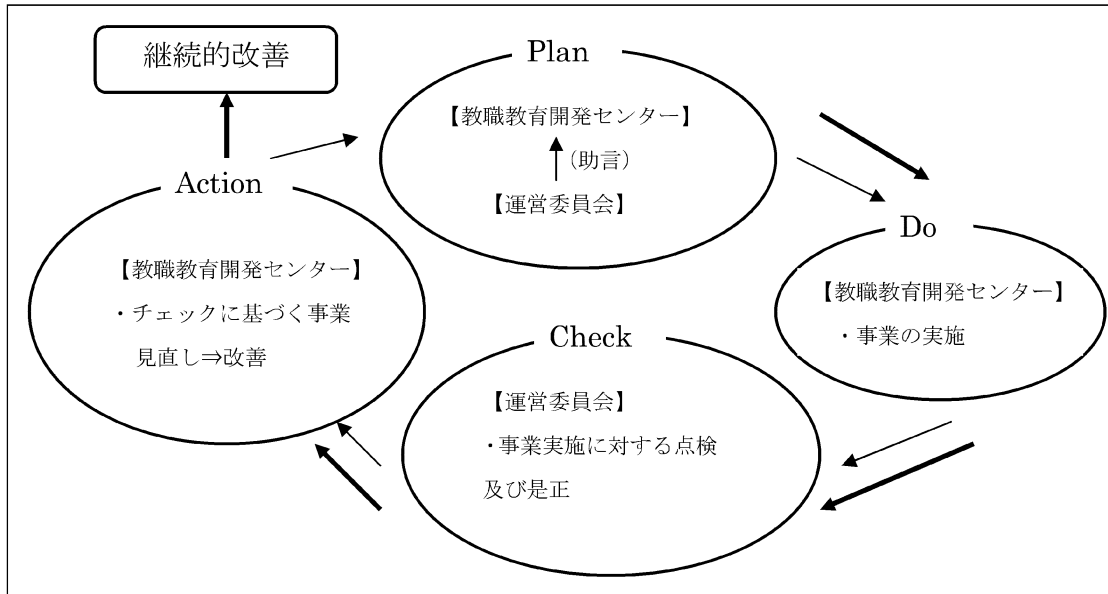 継続的改善
Plan
【教職教育開発センター】
（助言）
【運営委員会】
Action
【教職教育開発センター】
・チェックに基づく事業
見直し⇒改善
Do
【教職教育開発センター】
・事業の実施
Check
【運営委員会】
・事業実施に対する点検
及び是正